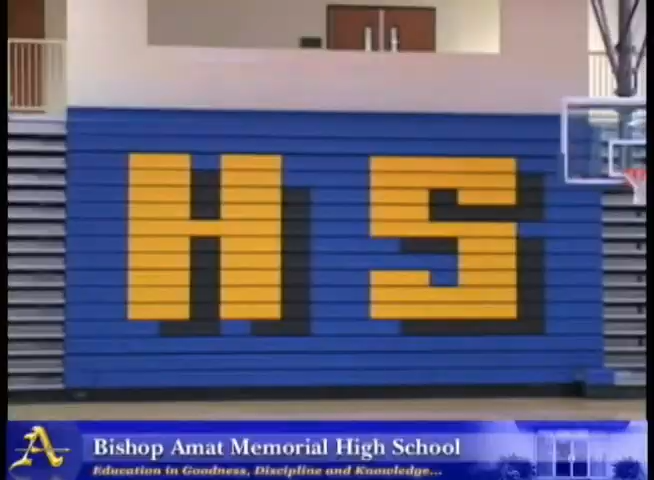 HS
A
Bishop Amat Memorial High School
Education in Goodness, Discipline and Knowledge...